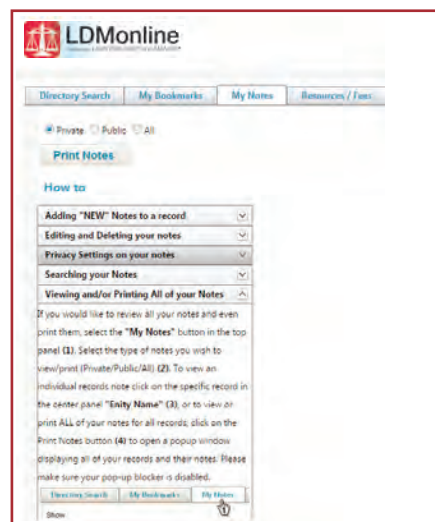 LDMonline
Directory Search My Bookmarks My Notes Resources / Fees
Private Public All
Print Notes
How to
Adding "NEW" Notes to a record
Editing and Deleting your notes
Privacy Settings on your notes
Searching your Notes
Viewing and/or Printing All of your Notes
If you would like to review all your notes and even
print them, select the "My Notes" button in the top
panel (1). Select the type of notes you wish to
view/print (Private/Public/All) (2). To view an
individual records note click on the specific record in
the center panel "Enity Name" (3), or to view or
print ALL of your notes for all records, click on the
Print Notes button (4) to open a popup window
displaying all of your records and their notes. Please
make sure your pop-up blocker is disabled.
Directory Search My Bookmarks My Notes
1
Show